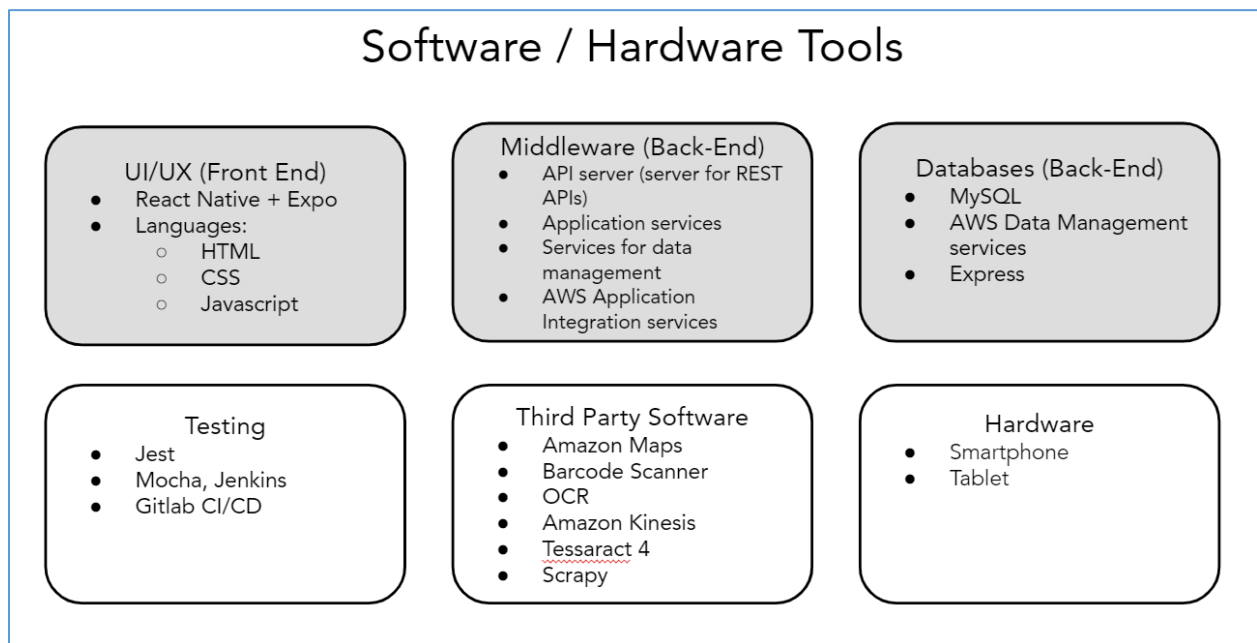 Software / Hardware Tools
UI/UX (Front End)
● React Native + Expo
● Languages:
○ HTML
○ CSS
○ Javascript
Middleware (Back-End)
● API server (server for REST
APIs)
● Application services
● Services for data
management
● AWS Application
Integration services
Databases (Back-End)
● MySQL
● AWS Data Management
services
● Express
Testing
● Jest
● Mocha, Jenkins
● Gitlab CI/CD
Third Party Software
● Amazon Maps
● Barcode Scanner
● OCR
● Amazon Kinesis
● Tessaract 4
● Scrapy
Hardware
● Smartphone
● Tablet